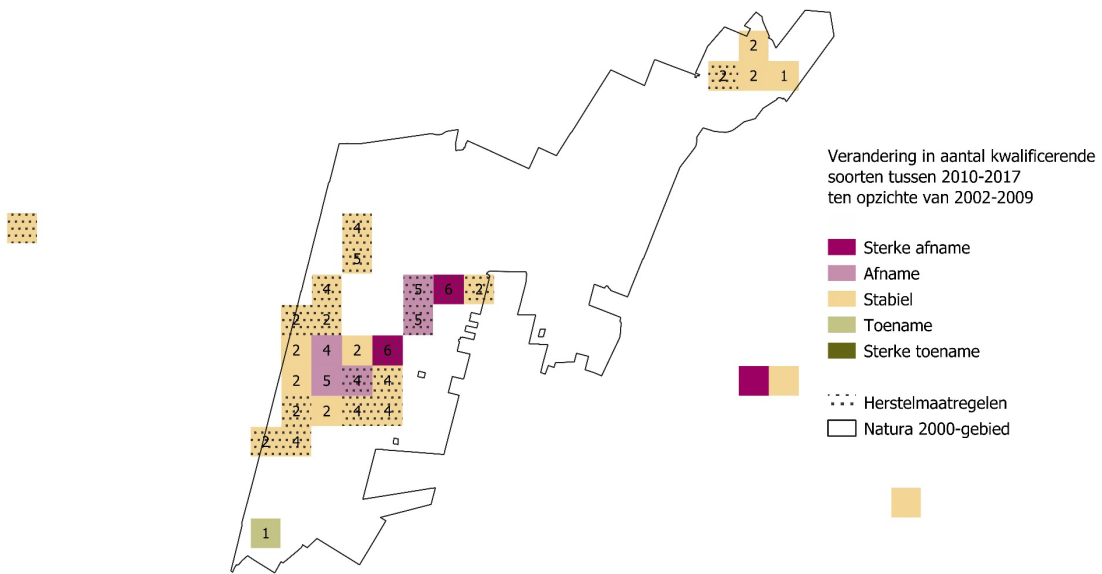 2
2 2 1
Verandering in aantal kwalificerende
soorten tussen 2010-2017
ten opzichte van 2002-2009
4
Sterke afname
5
Afname
4 5 6 2
Stabiel
2 2 5
Toename
2 4 2 6
Sterke toename
2 5 4 4
Herstelmaatregelen
2 2 4 4
Natura 2000-gebied
2 4
1